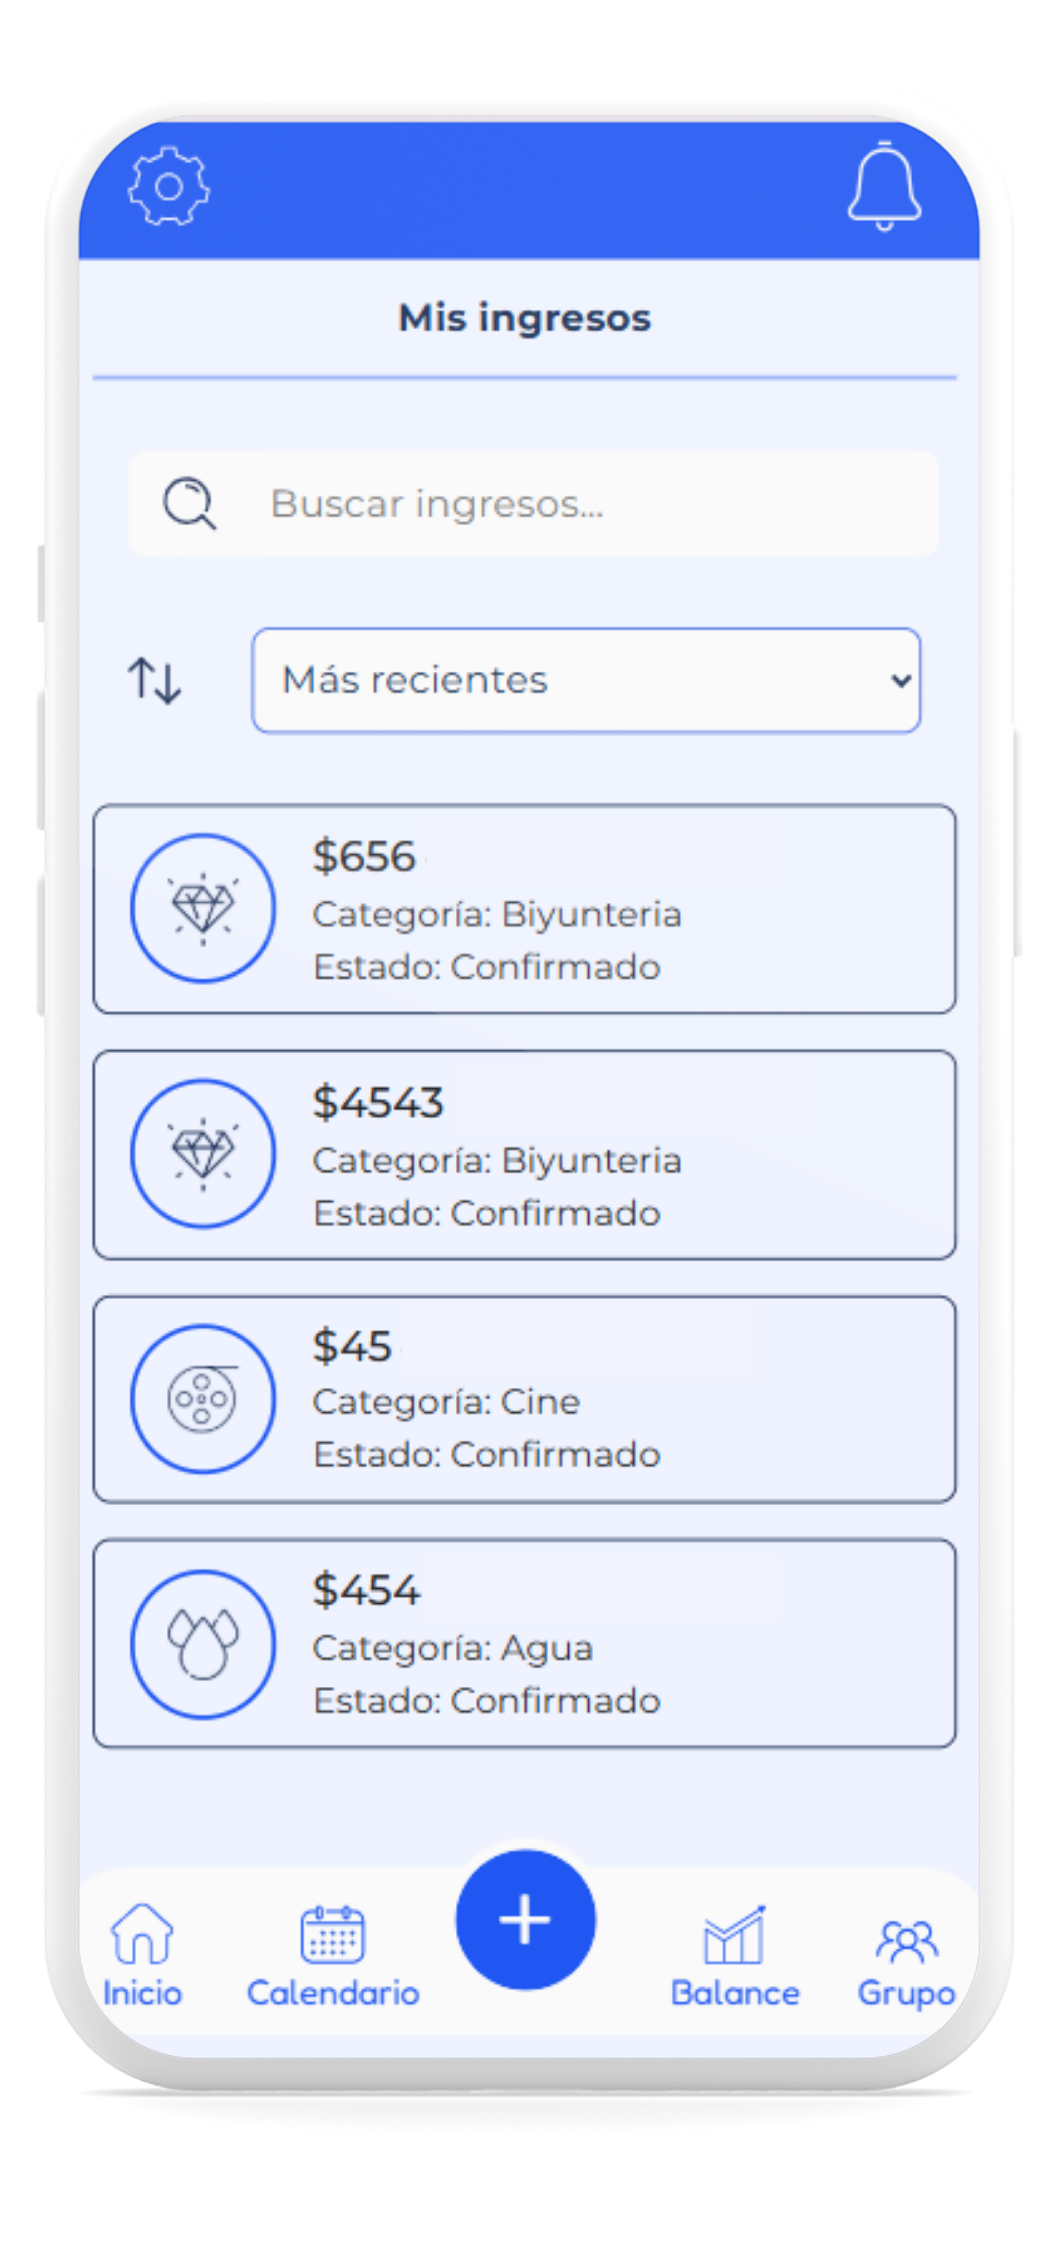 Mis ingresos
Buscar ingresos...
Más recientes
$656
Categoría: Biyunteria
Estado: Confirmado
$4543
Categoría: Biyunteria
Estado: Confirmado
$45
Categoría: Cine
Estado: Confirmado
$454
Categoría: Agua
Estado: Confirmado
Inicio Calendario + Balance Grupo